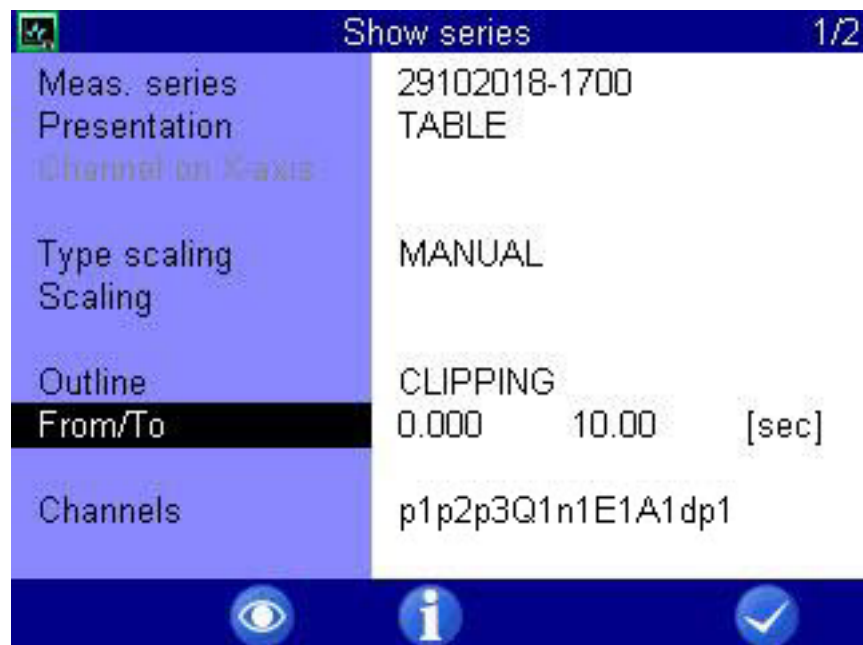 Show series 1/2
Meas. series 29102018-1700
Presentation TABLE
Channel on X-axis
Type scaling MANUAL
Scaling
Outline CLIPPING
From/To 0.000 10.00 [sec]
Channels p1p2p3Q1n1E1A1dp1